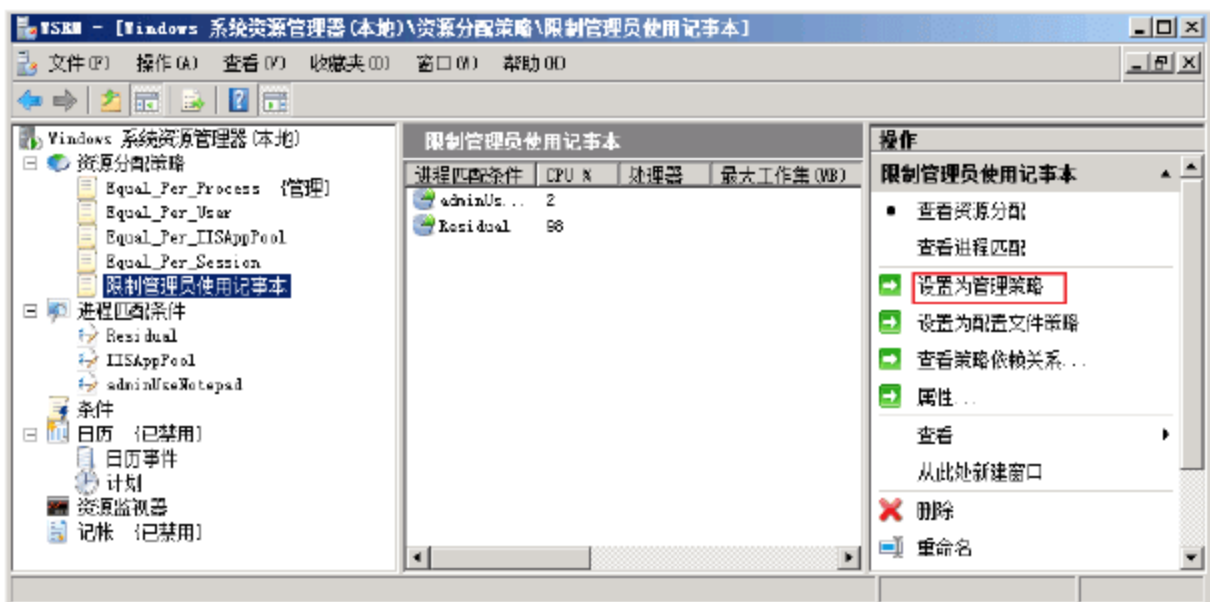 WSRM - [Windows 系统资源管理器(本地)\资源分配策略\限制管理员使用记事本]
文件(F) 操作(A) 查看(V) 收藏夹(O) 窗口(W) 帮助(H)
Windows 系统资源管理器(本地)
资源分配策略
Equal_Per_Process [管理]
Equal_Per_User
Equal_Per_IISAppPool
Equal_Per_Session
限制管理员使用记事本
进程匹配条件
Residual
IISAppPool
adminUseNotepad
条件
日历 [已禁用]
日历事件
计划
资源监视器
记帐 [已禁用]
限制管理员使用记事本
进程匹配条件 CPU % 处理器 最大工作集(MB)
adminUs... 2
Residual 98
操作
限制管理员使用记事本
查看资源分配
查看进程匹配
设置为管理策略
设置为配置文件策略
查看策略依赖关系...
属性...
查看
从此处新建窗口
删除
重命名